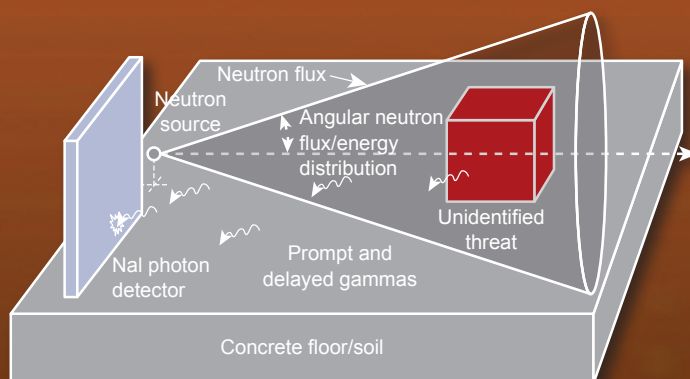 Neutron flux
Neutron
source
Angular neutron
flux/energy
distribution
Unidentified
threat
NaI photon
detector
Prompt and
delayed gammas
Concrete floor/soil